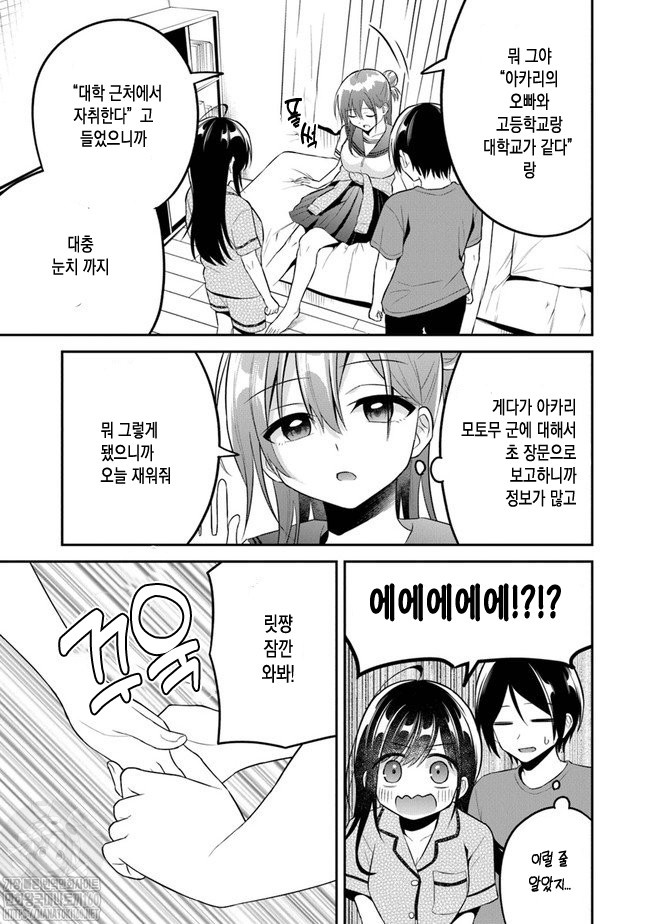 뭐 그야
“아카리의
오빠와
고등학교랑
대학교가 같다”
랑
털썩
“대학 근처에서
자취한다” 고
들었으니까
대충
눈치 까지
게다가 아카리
모토무 군에 대해서
초 장문으로
보고하니까
정보가 많고
뭐 그렇게
됐으니까
오늘 재워줘
에에에에에!?!?
이럴 줄
알았지...
릿쨩
잠깐
와봐!
꾸욱